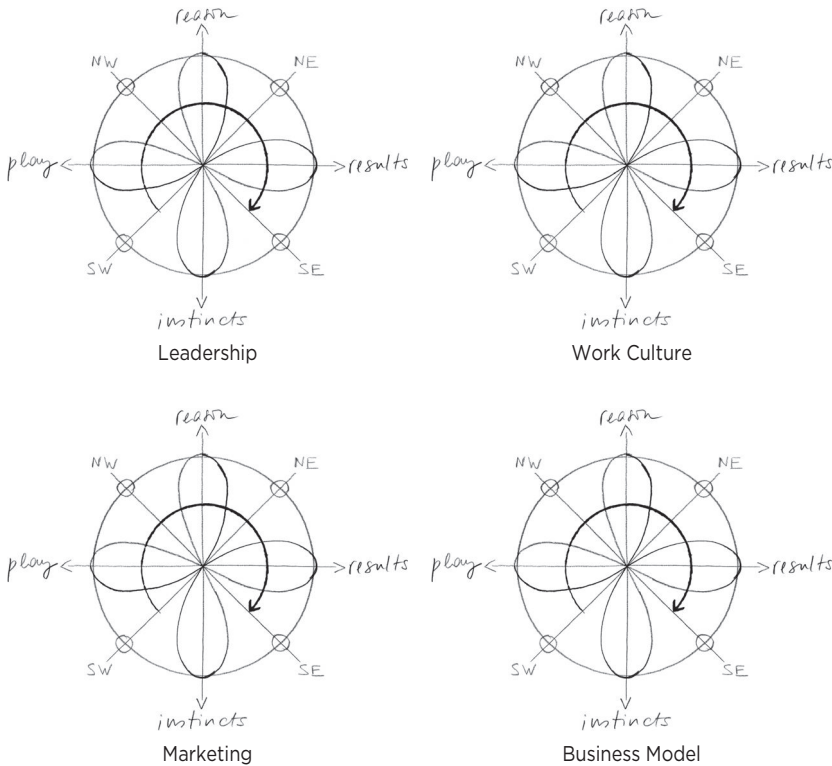 reason
reason
NW NE
NW NE
play results
play results
SW SE
SW SE
instincts
instincts
Leadership
Work Culture
reason
reason
NW NE
NW NE
play results
play results
SW SE
SW SE
instincts
instincts
Marketing
Business Model